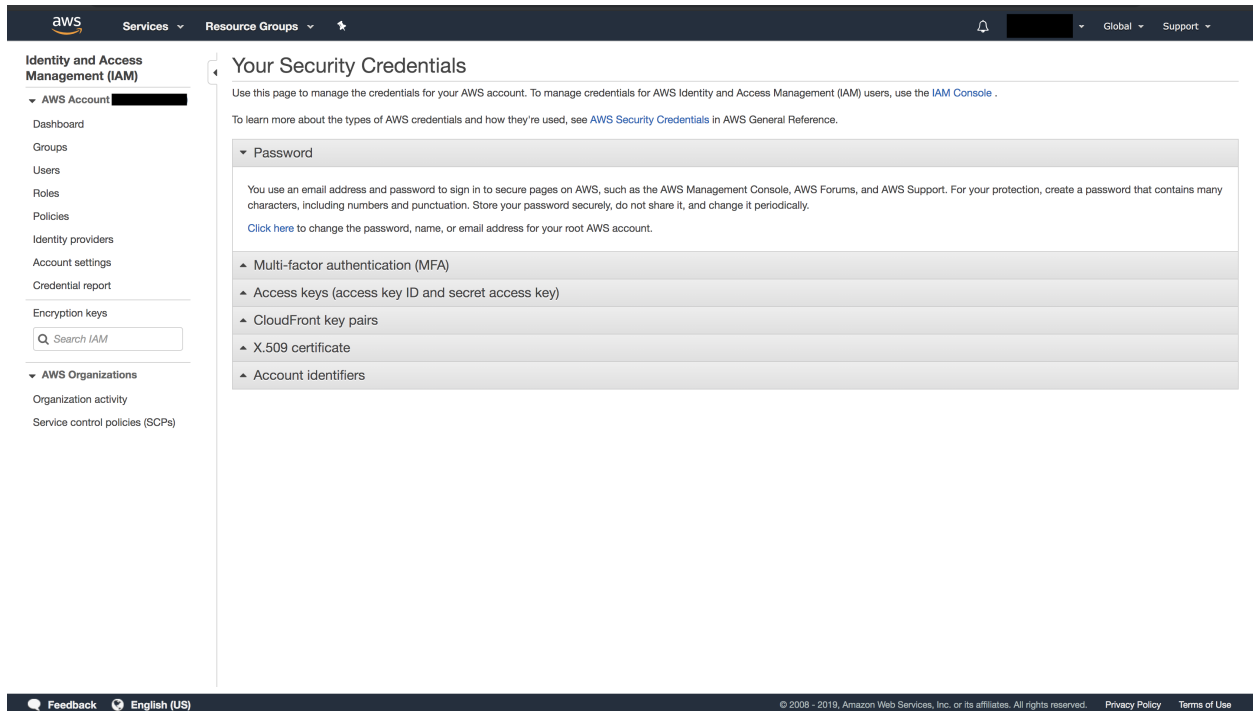 aws Services Resource Groups Global Support
Identity and Access
Management (IAM)
AWS Account
Dashboard
Groups
Users
Roles
Policies
Identity providers
Account settings
Credential report
Encryption keys
Search IAM
AWS Organizations
Organization activity
Service control policies (SCPs)
Your Security Credentials
Use this page to manage the credentials for your AWS account. To manage credentials for AWS Identity and Access Management (IAM) users, use the IAM Console .
To learn more about the types of AWS credentials and how they're used, see AWS Security Credentials in AWS General Reference.
Password
You use an email address and password to sign in to secure pages on AWS, such as the AWS Management Console, AWS Forums, and AWS Support. For your protection, create a password that contains many
characters, including numbers and punctuation. Store your password securely, do not share it, and change it periodically.
Click here to change the password, name, or email address for your root AWS account.
Multi-factor authentication (MFA)
Access keys (access key ID and secret access key)
CloudFront key pairs
X.509 certificate
Account identifiers
Feedback English (US) © 2008 - 2019, Amazon Web Services, Inc. or its affiliates. All rights reserved. Privacy Policy Terms of Use